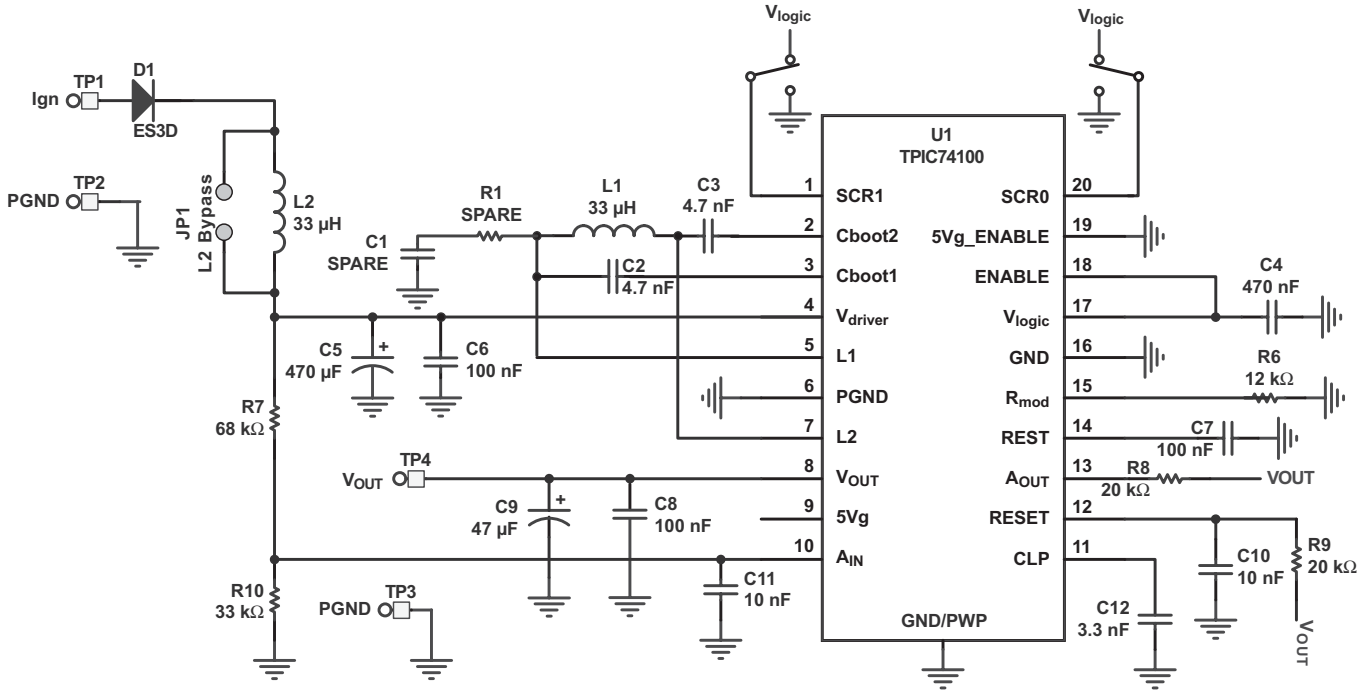 Vlogic
Vlogic
Ign
TP1
D1
ES3D
PGND
TP2
JP1
L2 Bypass
L2
33 µH
R1
SPARE
C1
SPARE
L1
33 µH
C3
4.7 nF
C2
4.7 nF
C5
+
470 µF
C6
100 nF
R7
68 kΩ
VOUT
TP4
C9
+
47 µF
C8
100 nF
R10
33 kΩ
PGND
TP3
C11
10 nF
U1
TPIC74100
1
SCR1
2
Cboot2
3
Cboot1
4
Vdriver
5
L1
6
PGND
7
L2
8
VOUT
9
5Vg
10
AIN
SCR0
20
5Vg_ENABLE
19
ENABLE
18
Vlogic
17
GND
16
Rmod
15
REST
14
AOUT
13
RESET
12
CLP
11
GND/PWP
C4
470 nF
R6
12 kΩ
C7
100 nF
R8
20 kΩ
VOUT
C10
10 nF
R9
20 kΩ
VOUT
C12
3.3 nF